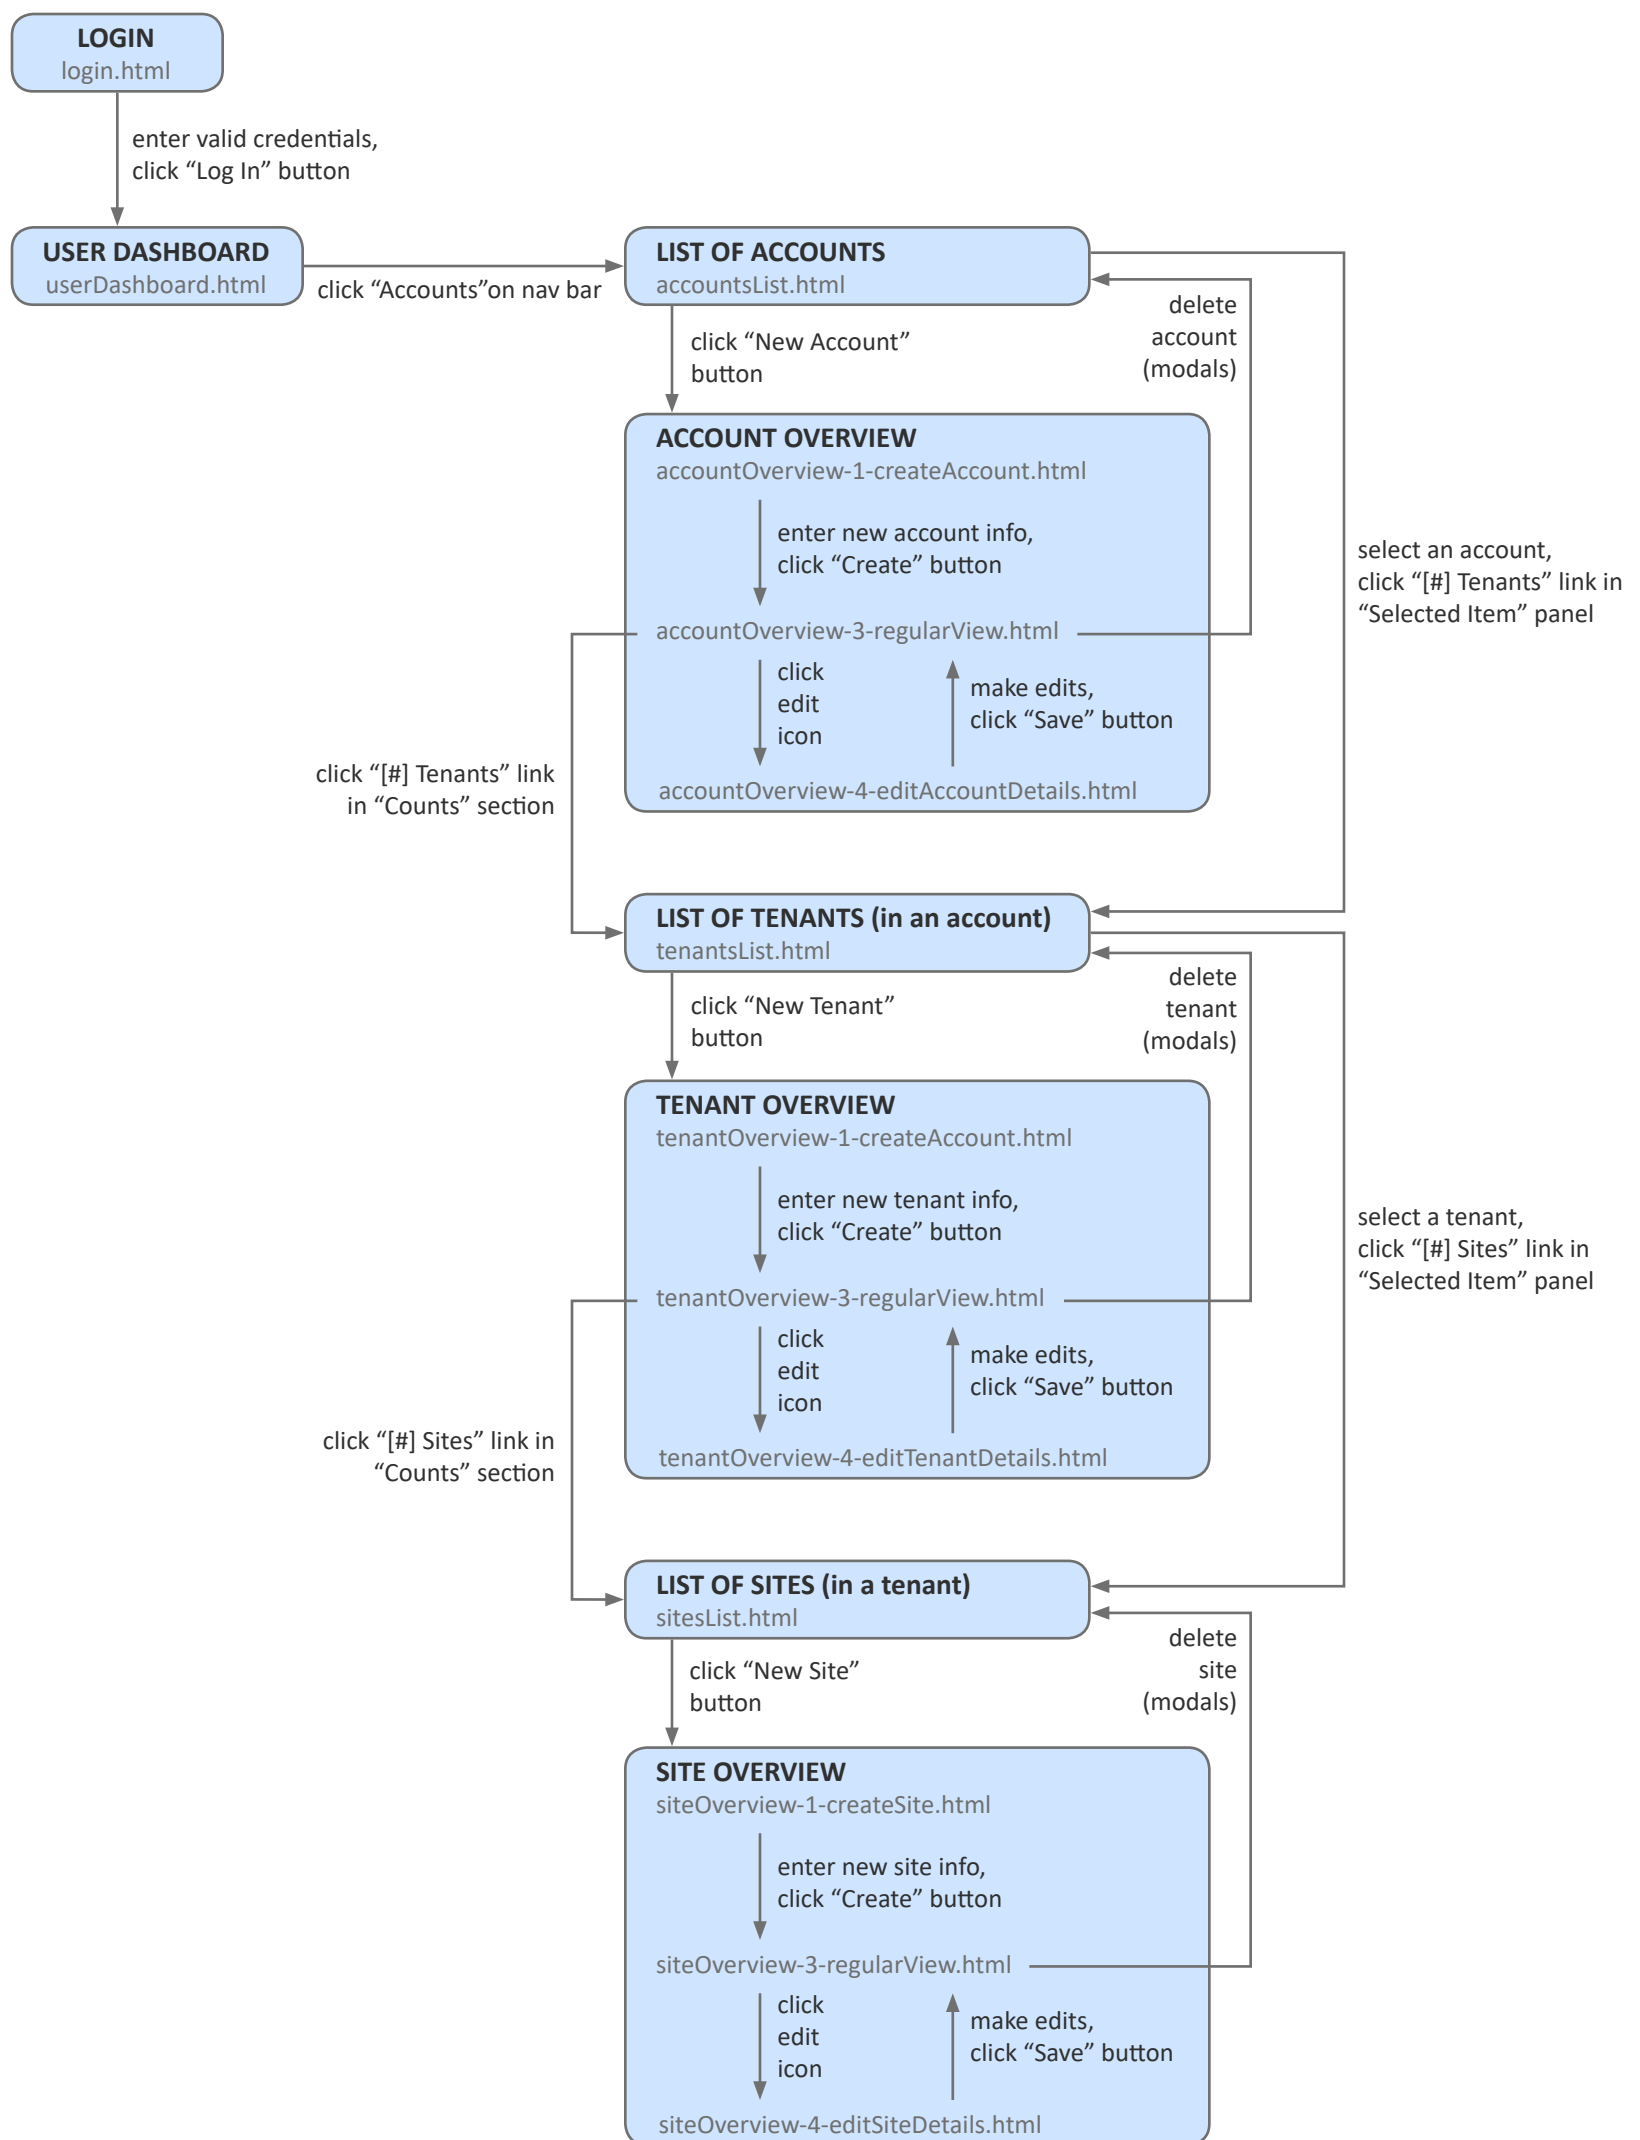 LOGIN
login.html
enter valid credentials,
click “Log In” button
USER DASHBOARD
userDashboard.html
click “Accounts”on nav bar
LIST OF ACCOUNTS
accountsList.html
delete
account
(modals)
click “New Account”
button
ACCOUNT OVERVIEW
accountOverview-1-createAccount.html
enter new account info,
click “Create” button
select an account,
click “[#] Tenants” link in
“Selected Item” panel
accountOverview-3-regularView.html
click
edit
icon
make edits,
click “Save” button
click “[#] Tenants” link
in “Counts” section
accountOverview-4-editAccountDetails.html
LIST OF TENANTS (in an account)
tenantsList.html
delete
tenant
(modals)
click “New Tenant”
button
TENANT OVERVIEW
tenantOverview-1-createAccount.html
enter new tenant info,
click “Create” button
select a tenant,
click “[#] Sites” link in
“Selected Item” panel
tenantOverview-3-regularView.html
click
edit
icon
make edits,
click “Save” button
click “[#] Sites” link in
“Counts” section
tenantOverview-4-editTenantDetails.html
LIST OF SITES (in a tenant)
sitesList.html
delete
site
(modals)
click “New Site”
button
SITE OVERVIEW
siteOverview-1-createSite.html
enter new site info,
click “Create” button
siteOverview-3-regularView.html
click
edit
icon
make edits,
click “Save” button
siteOverview-4-editSiteDetails.html